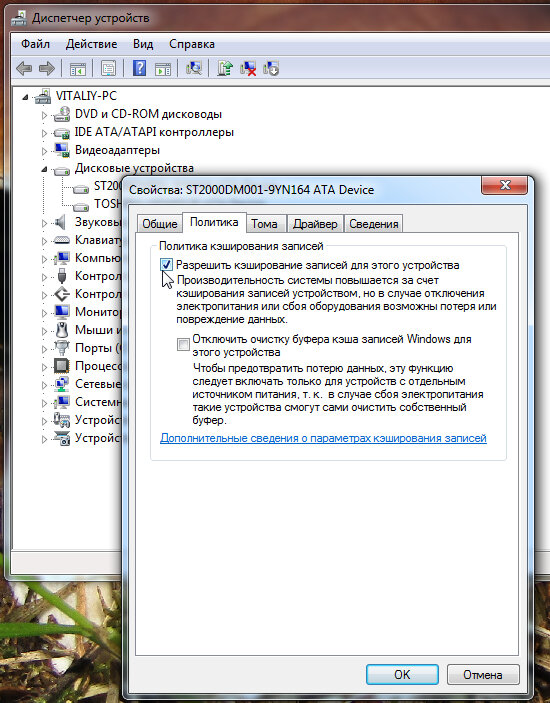 Диспетчер устройств
Файл Действие Вид Справка
VITALIY-PC
DVD и CD-ROM дисководы
IDE ATA/ATAPI контроллеры
Видеоадаптеры
Дисковые устройства
Свойства: ST2000DM001-9YN164 ATA Device
Общие Политика Тома Драйвер Сведения
Политика кэширования записей
Разрешить кэширование записей для этого устройства
Производительность системы повышается за счет
кэширования записей устройством, но в случае отключения
электропитания или сбоя оборудования возможны потеря или
повреждение данных.
Отключить очистку буфера кэша записей Windows для
этого устройства
Чтобы предотвратить потерю данных, эту функцию
следует включать только для устройств с отдельным
источником питания, т. к. в случае сбоя электропитания
такие устройства смогут сами очистить собственный
буфер.
Дополнительные сведения о параметрах кэширования записей
ST200
TOSH
Звуковы
Клавиат
Компью
Контрол
Контрол
Монитор
Мыши и
Порты (
Процесс
Сетевые
Системн
Устройст
Устройст
OK Отмена